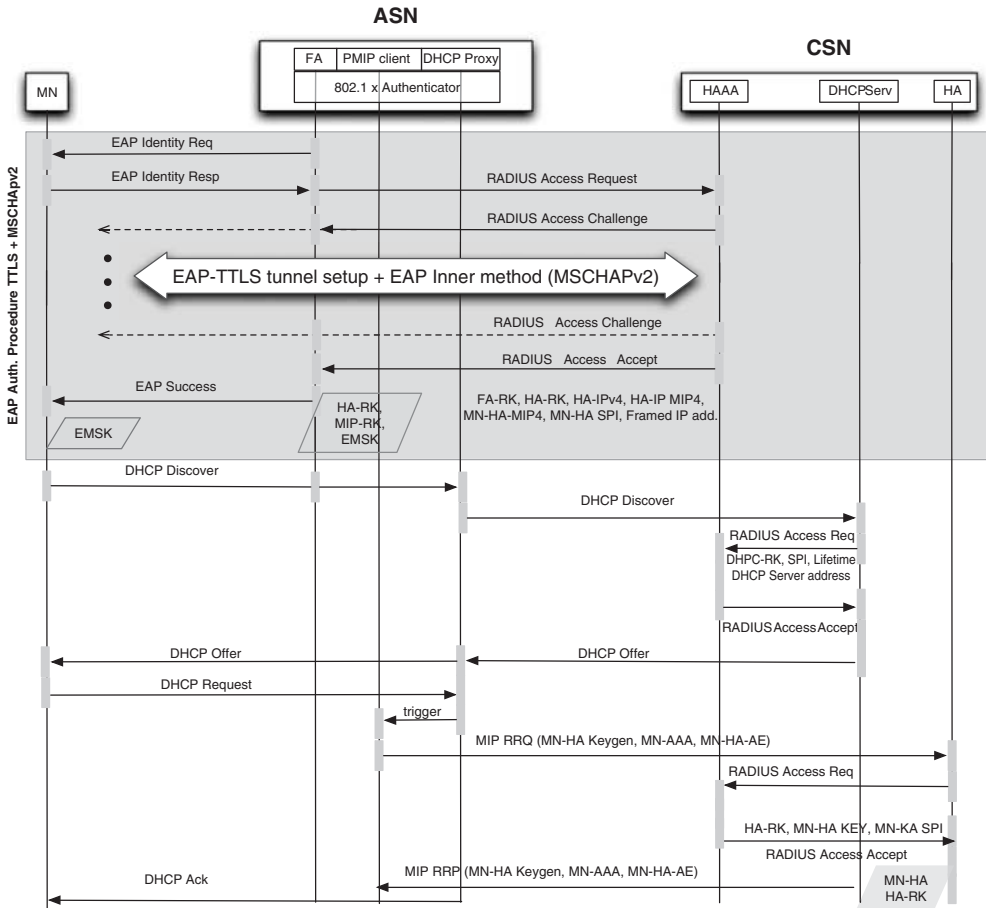 ASN
CSN
FA
PMIP client
DHCP Proxy
802.1 x Authenticator
MN
HAAA
DHCPServ
HA
EAP Auth. Procedure TTLS + MSCHApv2
EAP Identity Req
EAP Identity Resp
RADIUS Access Request
RADIUS Access Challenge
EAP-TTLS tunnel setup + EAP Inner method (MSCHAPv2)
RADIUS Access Challenge
RADIUS Access Accept
EAP Success
HA-RK,
MIP-RK,
EMSK
FA-RK, HA-RK, HA-IPv4, HA-IP MIP4,
MN-HA-MIP4, MN-HA SPI, Framed IP add.
EMSK
DHCP Discover
DHCP Discover
RADIUS Access Req
DHPC-RK, SPI, Lifetime
DHCP Server address
RADIUS Access Accept
DHCP Offer
DHCP Offer
DHCP Request
trigger
MIP RRQ (MN-HA Keygen, MN-AAA, MN-HA-AE)
RADIUS Access Req
HA-RK, MN-HA KEY, MN-KA SPI
RADIUS Access Accept
MIP RRP (MN-HA Keygen, MN-AAA, MN-HA-AE)
MN-HA
HA-RK
DHCP Ack